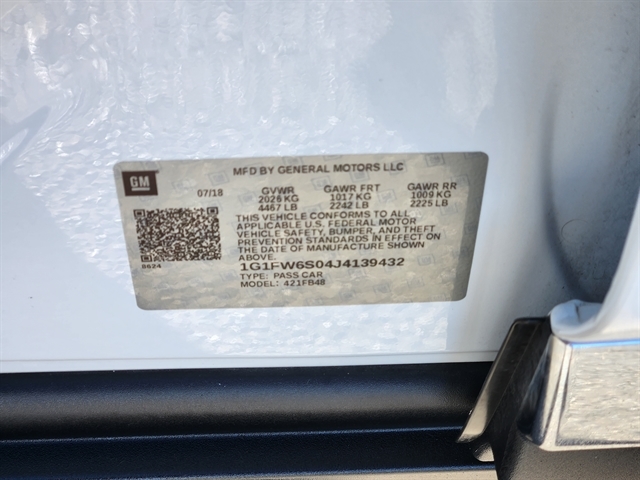 MFD BY GENERAL MOTORS LLC
GM
07/18 GVWR GAWR FRT GAWR RR
2026 KG 1017 KG 1009 KG
4467 LB 2242 LB 2225 LB
THIS VEHICLE CONFORMS TO ALL
APPLICABLE U.S. FEDERAL MOTOR
VEHICLE SAFETY, BUMPER, AND THEFT
PREVENTION STANDARDS IN EFFECT ON
THE DATE OF MANUFACTURE SHOWN
ABOVE.
8624
1G1FW6S04J4139432
TYPE: PASS CAR
MODEL: 421FB48